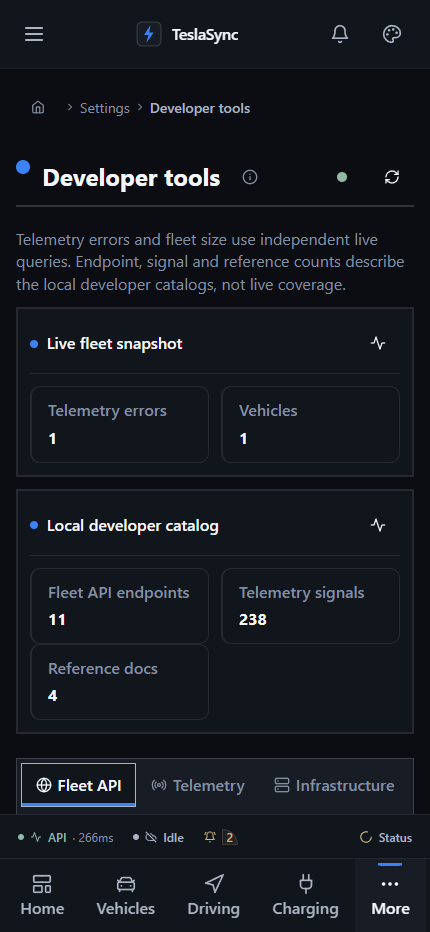 TeslaSync
Settings Developer tools
Developer tools
Telemetry errors and fleet size use independent live
queries. Endpoint, signal and reference counts describe
the local developer catalogs, not live coverage.
Live fleet snapshot
Telemetry errors
1
Vehicles
1
Local developer catalog
Fleet API endpoints
11
Telemetry signals
238
Reference docs
4
Fleet API Telemetry Infrastructure
API · 266ms Idle 2 Status
Home Vehicles Driving Charging More